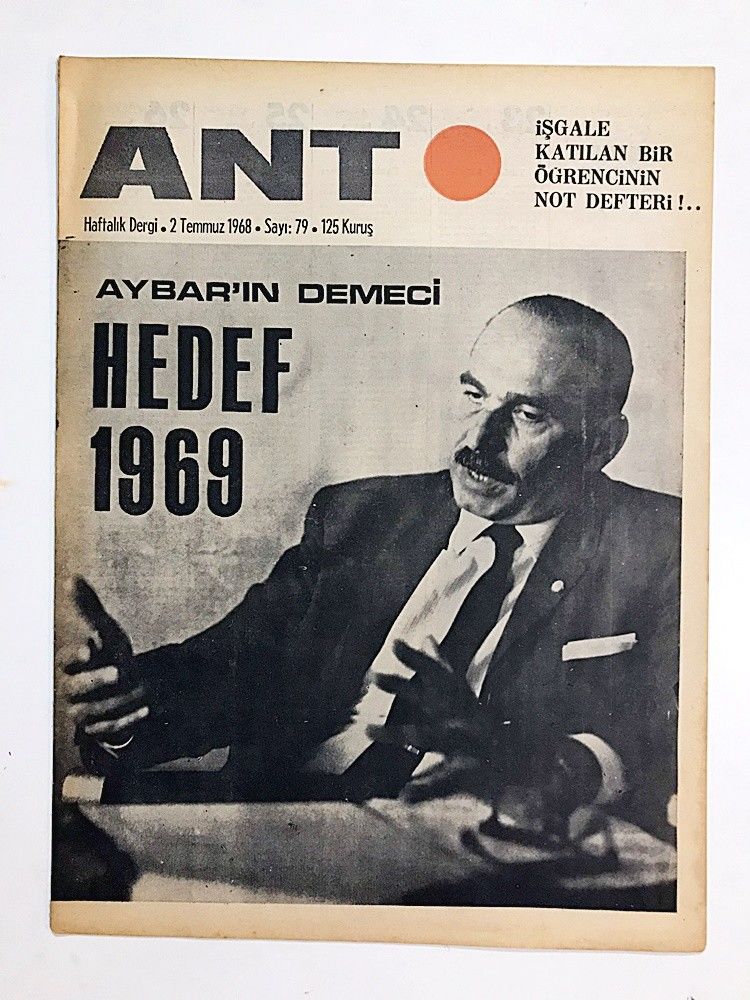 ANT
İŞGALE
KATILAN BİR
ÖĞRENCİNİN
NOT DEFTERİ!..
Haftalık Dergi • 2 Temmuz 1968 • Sayı: 79 • 125 Kuruş
AYBAR'IN DEMECİ
HEDEF
1969